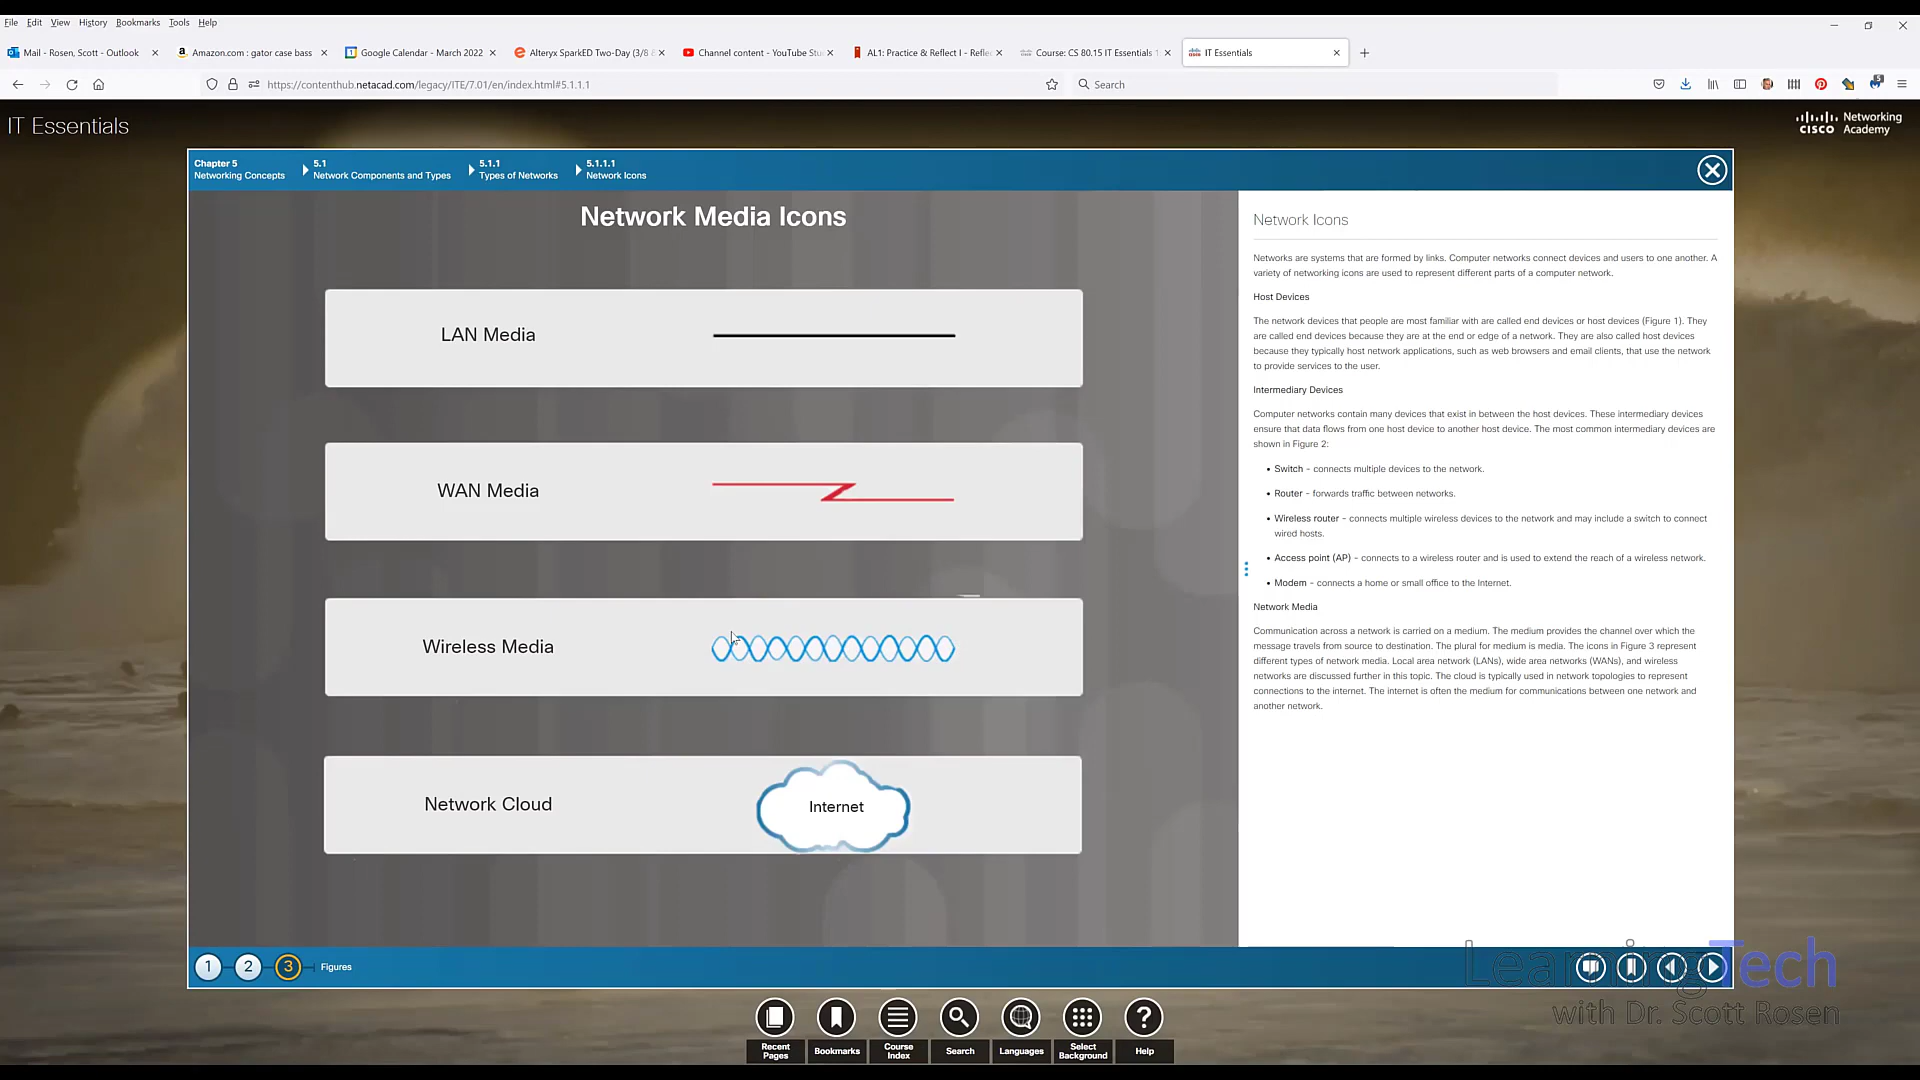 File Edit View History Bookmarks Tools Help
Mail - Rosen, Scott - Outlook
Amazon.com : gator case bass
Google Calendar - March 2022
Alteryx SparkED Two-Day (3/8 &
Channel content - YouTube Stu
AL1: Practice & Reflect I - Refle
Course: CS 80.15 IT Essentials 1
IT Essentials
https://contenthub.netacad.com/legacy/ITE/7.01/en/index.html#5.1.1.1
Search
5
IT Essentials
CISCO Networking Academy
Chapter 5
Networking Concepts
5.1
Network Components and Types
5.1.1
Types of Networks
5.1.1.1
Network Icons
Network Media Icons
LAN Media
WAN Media
Wireless Media
Network Cloud
Internet
Network Icons
Networks are systems that are formed by links. Computer networks connect devices and users to one another. A
variety of networking icons are used to represent different parts of a computer network.
Host Devices
The network devices that people are most familiar with are called end devices or host devices (Figure 1). They
are called end devices because they are at the end or edge of a network. They are also called host devices
because they typically host network applications, such as web browsers and email clients, that use the network
to provide services to the user.
Intermediary Devices
Computer networks contain many devices that exist in between the host devices. These intermediary devices
ensure that data flows from one host device to another host device. The most common intermediary devices are
shown in Figure 2:
• Switch - connects multiple devices to the network.
• Router - forwards traffic between networks.
• Wireless router - connects multiple wireless devices to the network and may include a switch to connect
wired hosts.
• Access point (AP) - connects to a wireless router and is used to extend the reach of a wireless network.
• Modem - connects a home or small office to the Internet.
Network Media
Communication across a network is carried on a medium. The medium provides the channel over which the
message travels from source to destination. The plural for medium is media. The icons in Figure 3 represent
different types of network media. Local area network (LANs), wide area networks (WANs), and wireless
networks are discussed further in this topic. The cloud is typically used in network topologies to represent
connections to the internet. The internet is often the medium for communications between one network and
another network.
1 2 3 Figures
LearningTech
with Dr. Scott Rosen
Recent Pages
Bookmarks
Course Index
Search
Languages
Select Background
? Help